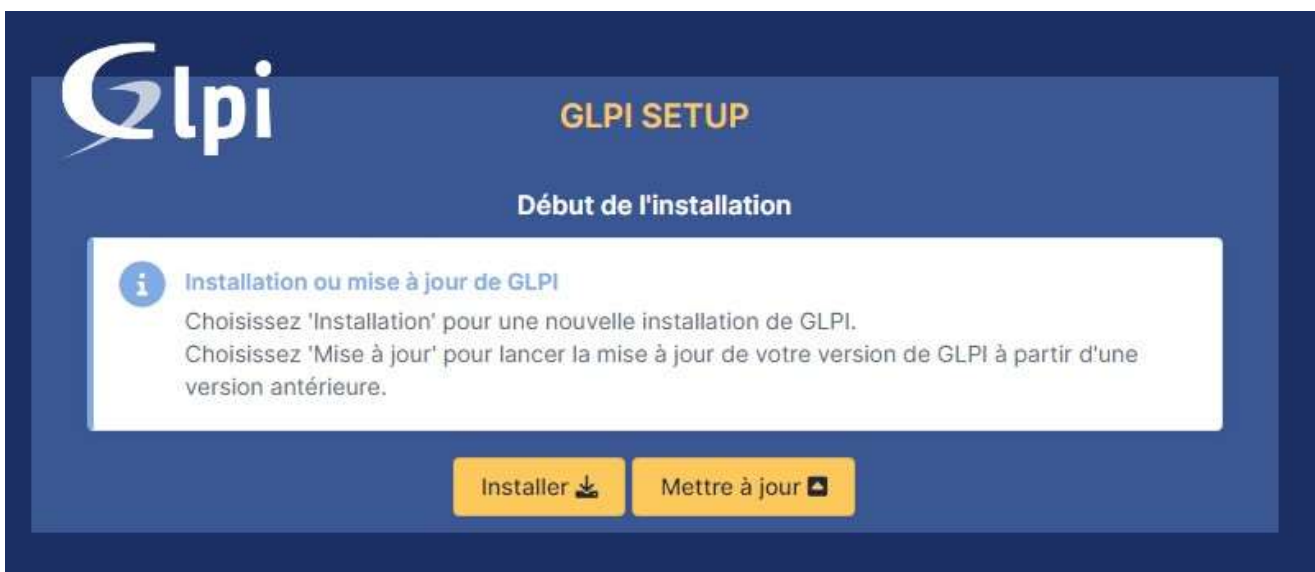 Glpi
GLPI SETUP
Début de l'installation
Installation ou mise à jour de GLPI
Choisissez 'Installation' pour une nouvelle installation de GLPI.
Choisissez 'Mise à jour' pour lancer la mise à jour de votre version de GLPI à partir d'une
version antérieure.
Installer
Mettre à jour